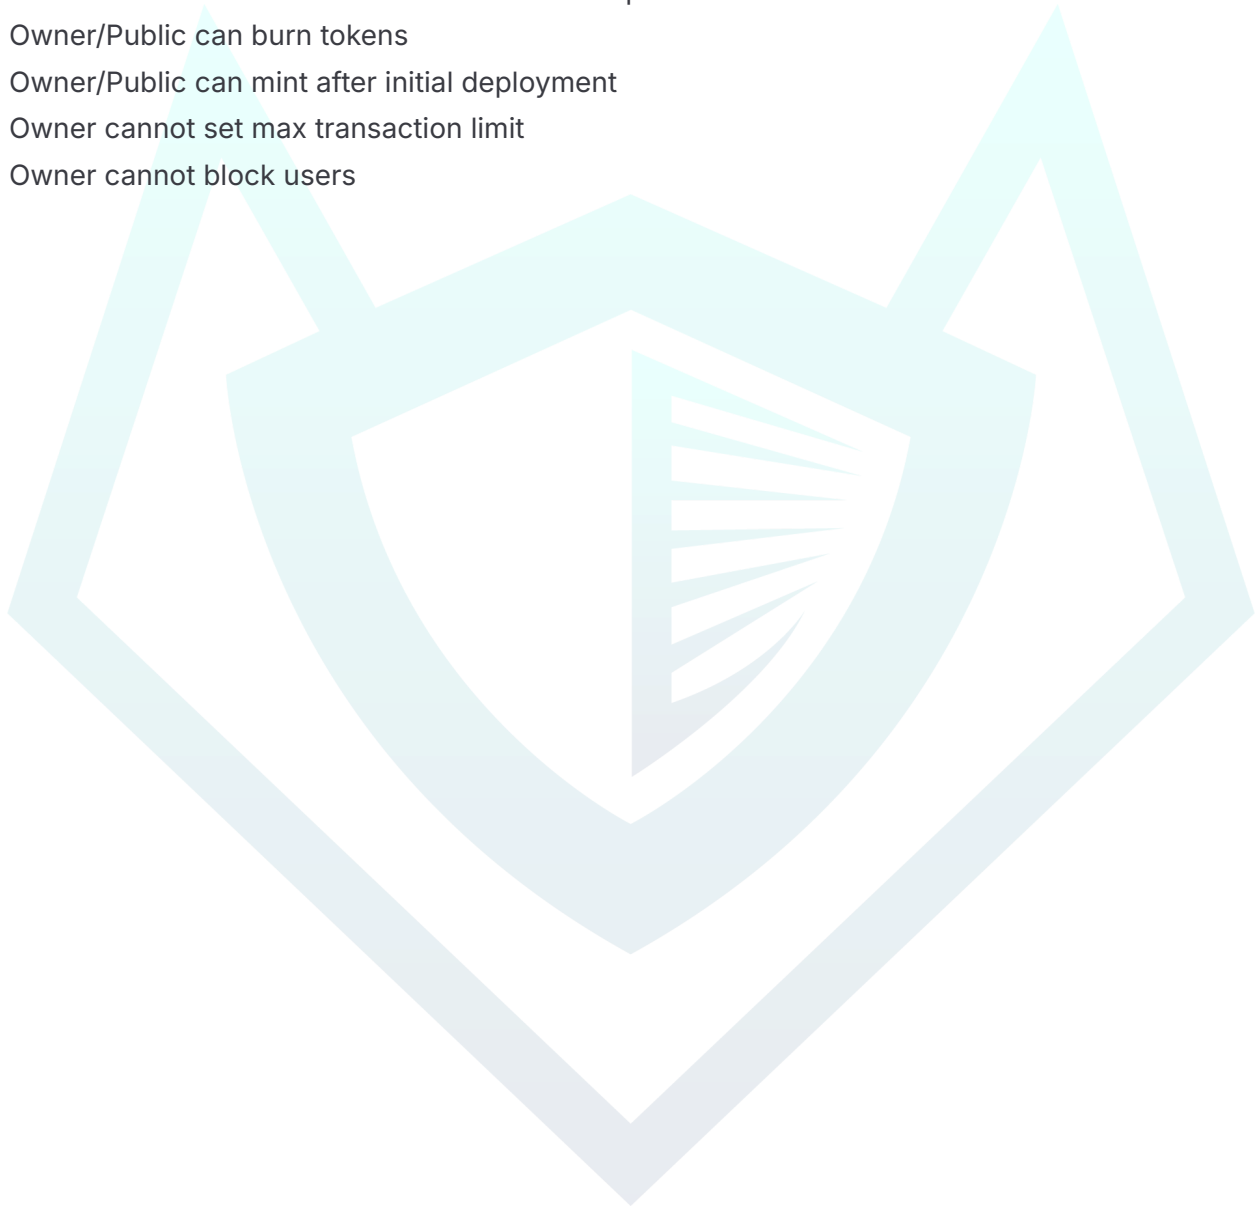 Owner/Public can burn tokens
Owner/Public can mint after initial deployment
Owner cannot set max transaction limit
Owner cannot block users